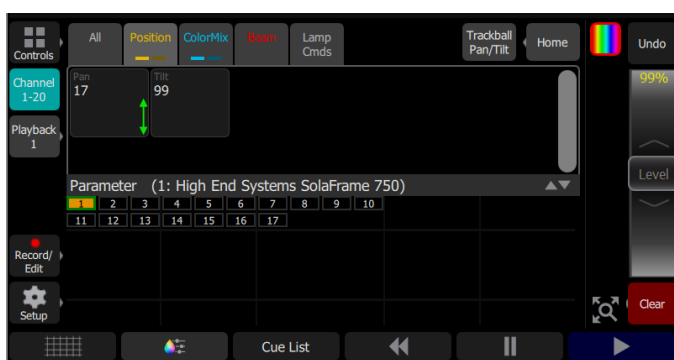 Controls
All
Position
ColorMix
Beam
Lamp
Cmds
Trackball
Pan/Tilt
Home
Undo
Channel
1-20
Pan
17
Tilt
99
99%
Playback
1
Level
Parameter (1: High End Systems SolaFrame 750)
1 2 3 4 5 6 7 8 9 10
11 12 13 14 15 16 17
Record/
Edit
Setup
Clear
Cue List